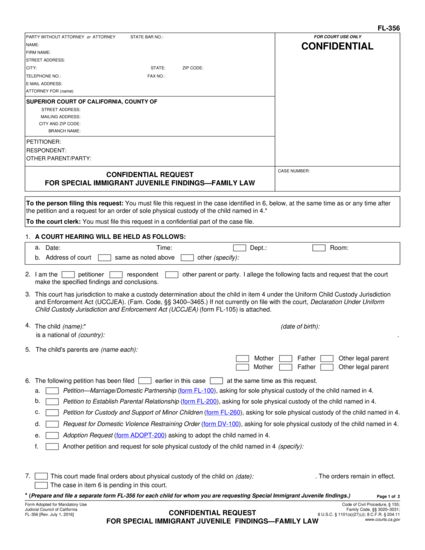 FL-356
PARTY WITHOUT ATTORNEY or ATTORNEY STATE BAR NO.:
NAME:
FIRM NAME:
STREET ADDRESS:
CITY: STATE: ZIP CODE:
TELEPHONE NO.: FAX NO.:
E-MAIL ADDRESS:
ATTORNEY FOR (name):
FOR COURT USE ONLY
CONFIDENTIAL
SUPERIOR COURT OF CALIFORNIA, COUNTY OF
STREET ADDRESS:
MAILING ADDRESS:
CITY AND ZIP CODE:
BRANCH NAME:
PETITIONER:
RESPONDENT:
OTHER PARENT/PARTY:
CONFIDENTIAL REQUEST
FOR SPECIAL IMMIGRANT JUVENILE FINDINGS—FAMILY LAW
CASE NUMBER:
To the person filing this request: You must file this request in the case identified in 6, below, at the same time as or any time after
the petition and a request for an order of sole physical custody of the child named in 4.*
To the court clerk: You must file this request in a confidential part of the case file.
1. A COURT HEARING WILL BE HELD AS FOLLOWS:
a. Date: Time: Dept.: Room:
b. Address of court same as noted above other (specify):
2. I am the petitioner respondent other parent or party. I allege the following facts and request that the court
make the specified findings and conclusions.
3. This court has jurisdiction to make a custody determination about the child in item 4 under the Uniform Child Custody Jurisdiction
and Enforcement Act (UCCJEA). (Fam. Code, §§ 3400–3465.) If not currently on file with the court, Declaration Under Uniform
Child Custody Jurisdiction and Enforcement Act (UCCJEA) (form FL-105) is attached.
4. The child (name):* (date of birth):
is a national of (country): .
5. The child's parents are (name each):
Mother Father Other legal parent
Mother Father Other legal parent
6. The following petition has been filed earlier in this case at the same time as this request.
a. Petition—Marriage/Domestic Partnership (form FL-100), asking for sole physical custody of the child named in 4.
b. Petition to Establish Parental Relationship (form FL-200), asking for sole physical custody of the child named in 4.
c. Petition for Custody and Support of Minor Children (form FL-260), asking for sole physical custody of the child named in 4.
d. Request for Domestic Violence Restraining Order (form DV-100), asking for sole physical custody of the child named in 4.
e. Adoption Request (form ADOPT-200) asking to adopt the child named in 4.
f. Another petition and request for sole physical custody of the child named in 4 (specify):
7. This court made final orders about physical custody of the child on (date): . The orders remain in effect.
The case in item 6 is pending in this court.
* (Prepare and file a separate form FL-356 for each child for whom you are requesting Special Immigrant Juvenile findings.)
Page 1 of 2
Form Adopted for Mandatory Use
Judicial Council of California
FL-356 [Rev. July 1, 2016]
CONFIDENTIAL REQUEST
FOR SPECIAL IMMIGRANT JUVENILE FINDINGS—FAMILY LAW
Code of Civil Procedure, § 155;
Family Code, §§ 3020–3031;
8 U.S.C. § 1101(a)(27)(J); 8 C.F.R. § 204.11
www.courts.ca.gov